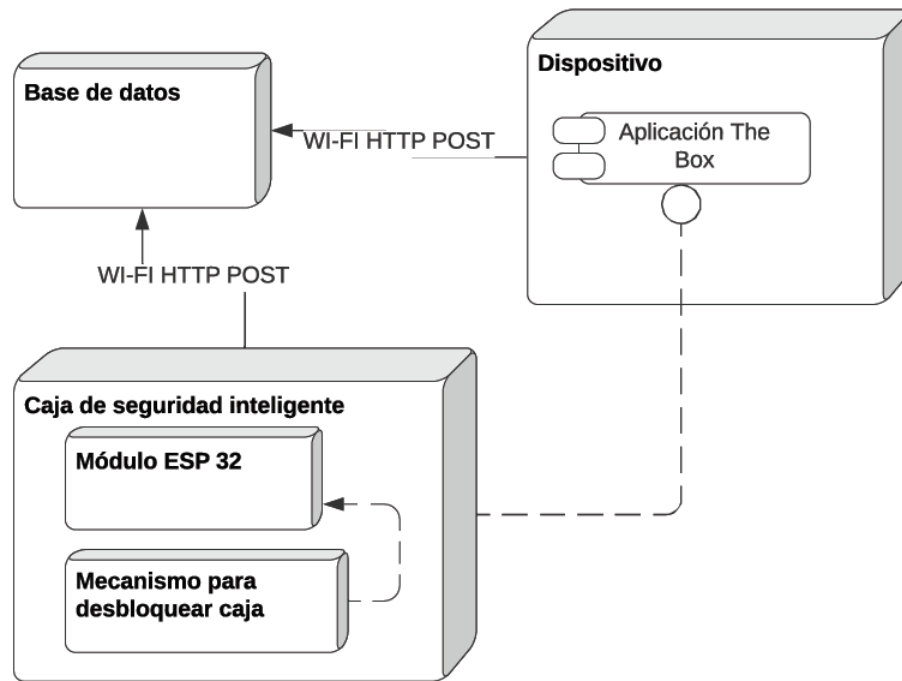 Dispositivo
Base de datos
Aplicación The
Box
WI-FI HTTP POST
WI-FI HTTP POST
Caja de seguridad inteligente
Módulo ESP 32
Mecanismo para
desbloquear caja